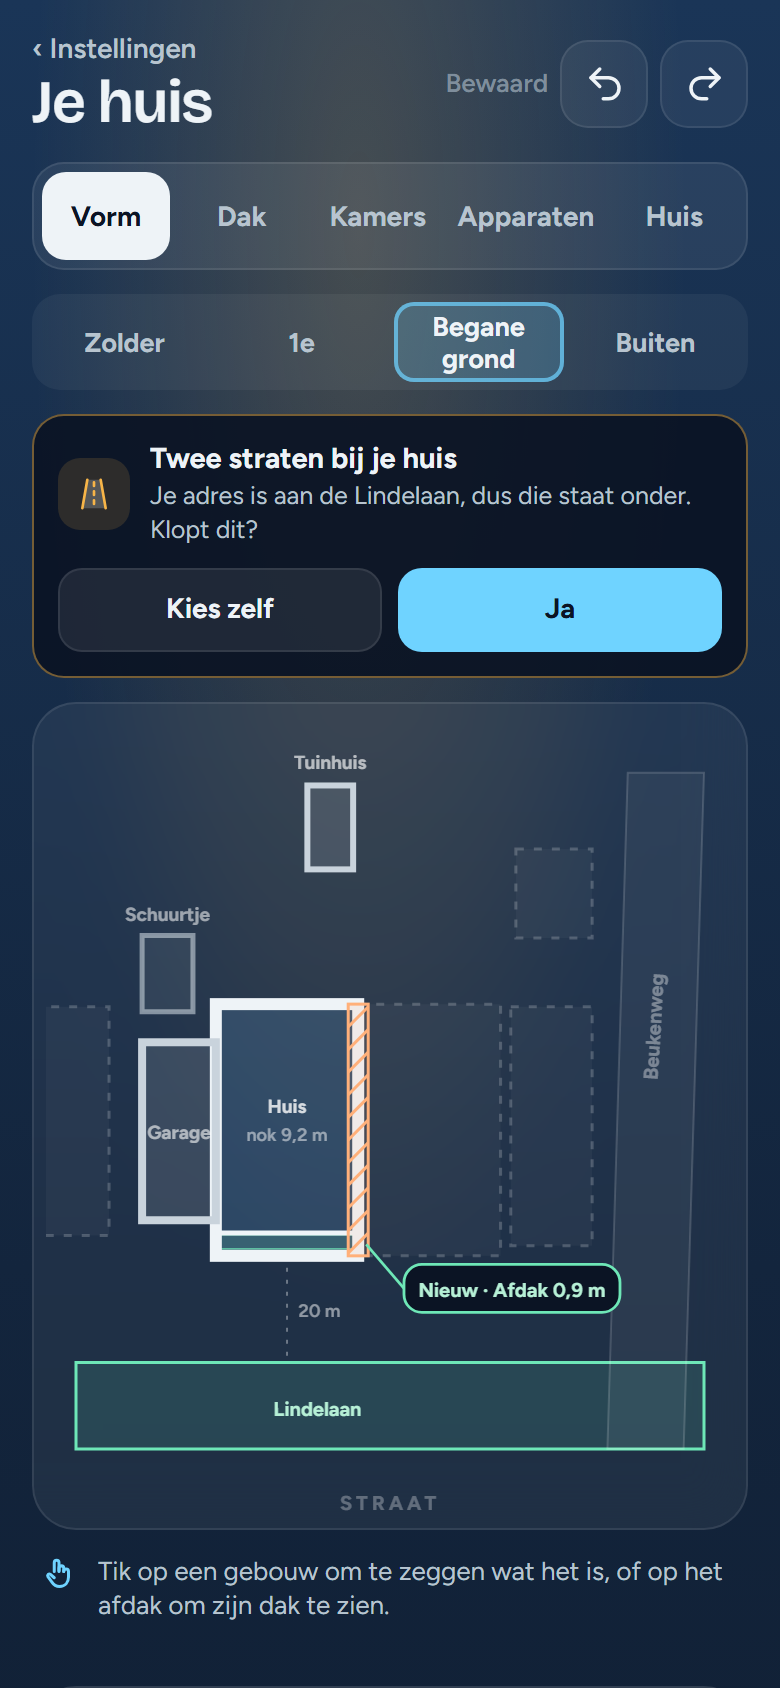 ‹ Instellingen
Je huis
Bewaard
Vorm Dak Kamers Apparaten Huis
Zolder 1e Begane grond Buiten
Twee straten bij je huis
Je adres is aan de Lindelaan, dus die staat onder.
Klopt dit?
Kies zelf Ja
Tuinhuis
Schuurtje
Beukenweg
Huis
Garage
nok 9,2 m
Nieuw · Afdak 0,9 m
20 m
Lindelaan
STRAAT
Tik op een gebouw om te zeggen wat het is, of op het
afdak om zijn dak te zien.